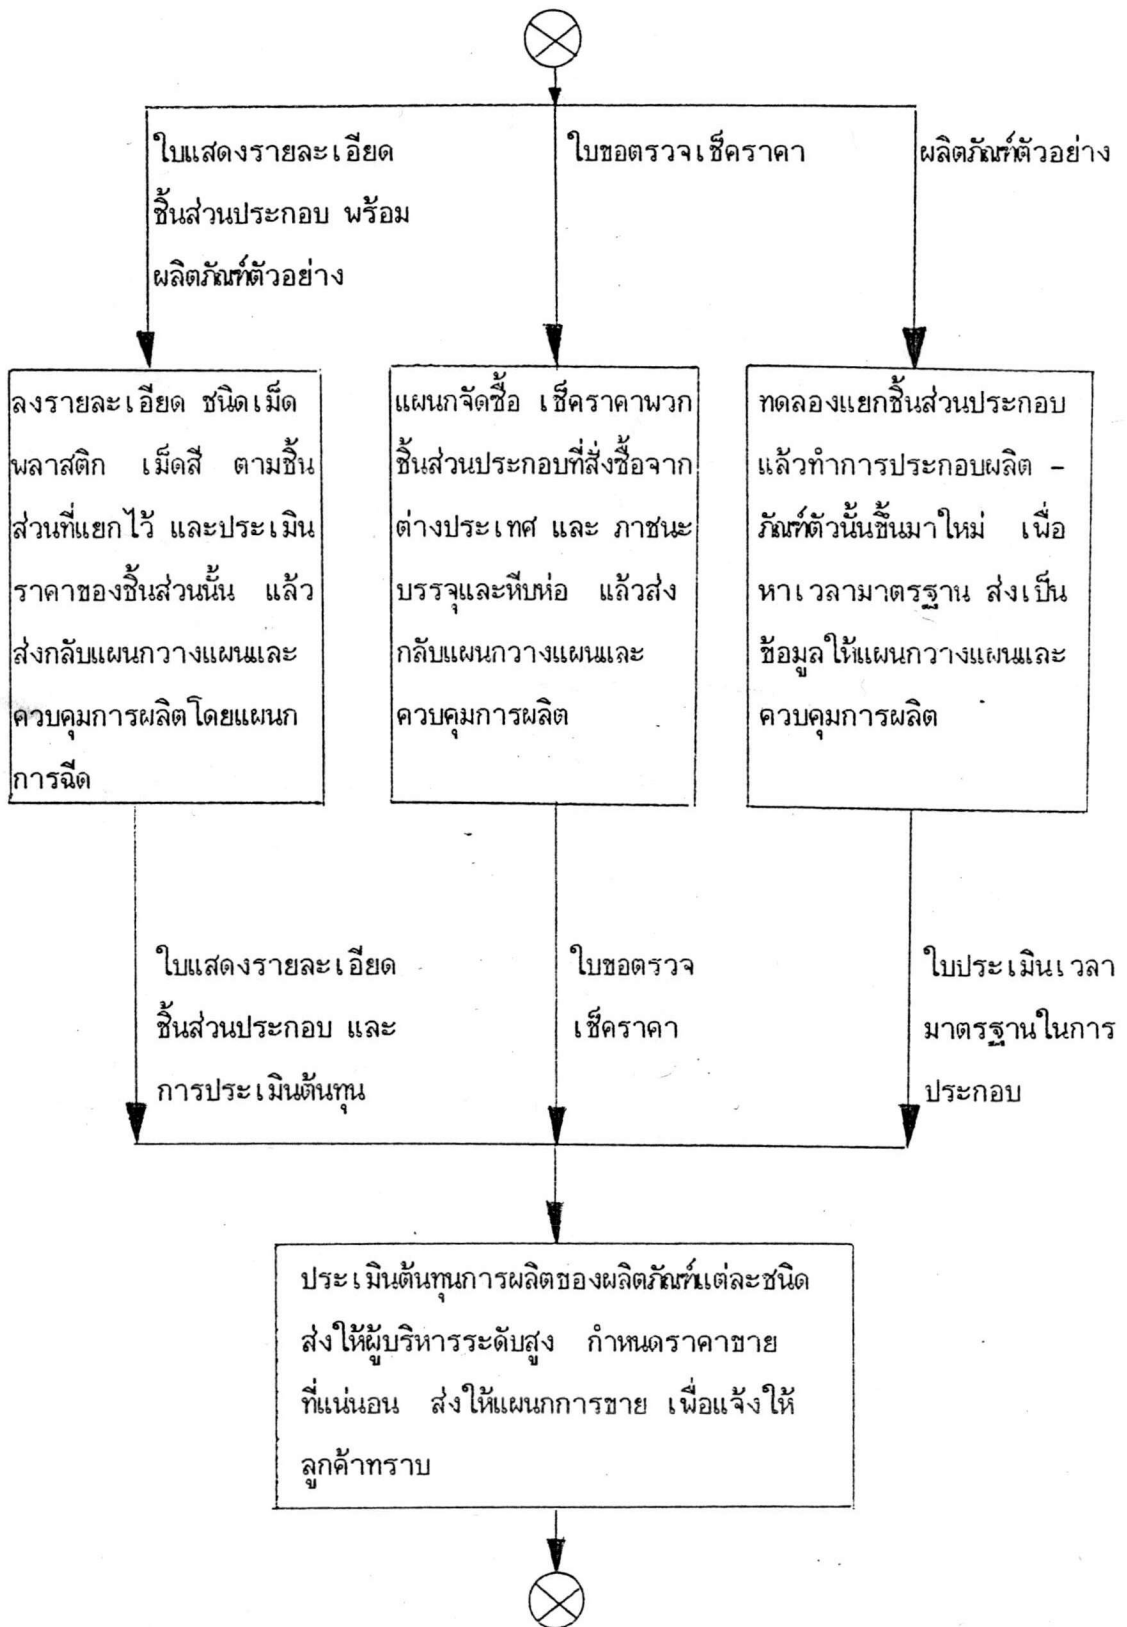 ใบแสดงรายละเอียด
ชิ้นส่วนประกอบ พร้อม
ผลิตภัณฑ์ตัวอย่าง
ใบขอตรวจเช็คราคา
ผลิตภัณฑ์ตัวอย่าง
ลงรายละเอียด ชนิดเม็ด
พลาสติก เม็ดสี ตามชิ้น
ส่วนที่แยกไว้ และประเมิน
ราคาของชิ้นส่วนนั้น แล้ว
ส่งกลับแผนกวางแผนและ
ควบคุมการผลิตโดยแผนก
การฉีด
แผนกจัดซื้อ เช็คราคาพวก
ชิ้นส่วนประกอบที่สั่งซื้อจาก
ต่างประเทศ และ ภาชนะ
บรรจุและหีบห่อ แล้วส่ง
กลับแผนกวางแผนและ
ควบคุมการผลิต
ทดลองแยกชิ้นส่วนประกอบ
แล้วทำการประกอบผลิต -
ภัณฑ์ตัวนั้นขึ้นมาใหม่ เพื่อ
หาเวลามาตรฐาน ส่งเป็น
ข้อมูลให้แผนกวางแผนและ
ควบคุมการผลิต
ใบแสดงรายละเอียด
ชิ้นส่วนประกอบ และ
การประเมินต้นทุน
ใบขอตรวจ
เช็คราคา
ใบประเมินเวลา
มาตรฐานในการ
ประกอบ
ประเมินต้นทุนการผลิตของผลิตภัณฑ์แต่ละชนิด
ส่งให้ผู้บริหารระดับสูง กำหนดราคาขาย
ที่แน่นอน ส่งให้แผนกการขาย เพื่อแจ้งให้
ลูกค้าทราบ